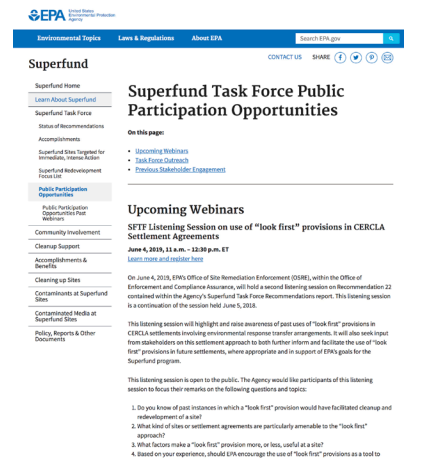 EPA United States
Environmental Protection
Agency
Environmental Topics Laws & Regulations About EPA Search EPA.gov
CONTACT US SHARE
Superfund
Superfund Home
Learn About Superfund
Superfund Task Force
Status of Recommendations
Accomplishments
Superfund Sites Targeted for
Immediate, Intense Action
Superfund Redevelopment
Focus List
Public Participation
Opportunities
Public Participation
Opportunities Past
Webinars
Community Involvement
Cleanup Support
Accomplishments &
Benefits
Cleaning up Sites
Contaminants at Superfund
Sites
Contaminated Media at
Superfund Sites
Policy, Reports & Other
Documents
Superfund Task Force Public
Participation Opportunities
On this page:
• Upcoming Webinars
• Task Force Outreach
• Previous Stakeholder Engagement
Upcoming Webinars
SFTF Listening Session on use of “look first” provisions in CERCLA
Settlement Agreements
June 4, 2019, 11 a.m. – 12:30 p.m. ET
Learn more and register here
On June 4, 2019, EPA's Office of Site Remediation Enforcement (OSRE), within the Office of
Enforcement and Compliance Assurance, will hold a second listening session on Recommendation 22
contained within the Agency's Superfund Task Force Recommendations report. This listening session
is a continuation of the session held June 5, 2018.
This listening session will highlight and raise awareness of past uses of “look first” provisions in
CERCLA settlements involving environmental response transfer arrangements. It will also seek input
from stakeholders on this settlement approach to both further inform and facilitate the use of “look
first” provisions in future settlements, where appropriate and in support of EPA's goals for the
Superfund program.
This listening session is open to the public. The Agency would like participants of this listening
session to focus their remarks on the following questions and topics:
1. Do you know of past instances in which a “look first” provision would have facilitated cleanup and
redevelopment of a site?
2. What kind of sites or settlement agreements are particularly amenable to the “look first”
approach?
3. What factors make a “look first” provision more, or less, useful at a site?
4. Based on your experience, should EPA encourage the use of “look first” provisions as a tool to